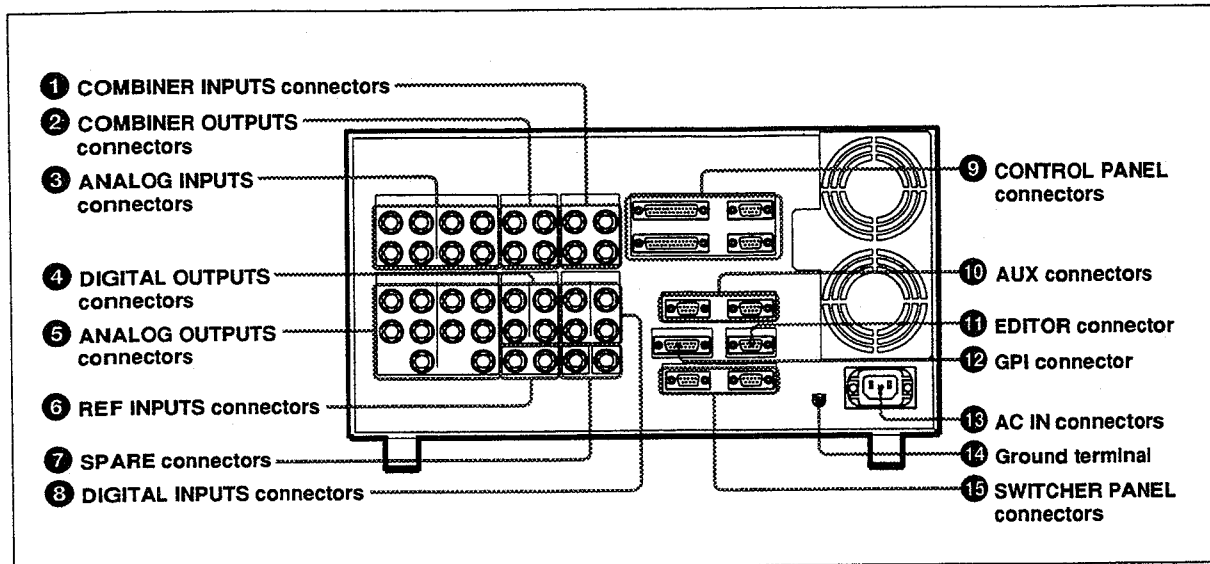 1 COMBINER INPUTS connectors
2 COMBINER OUTPUTS
connectors
3 ANALOG INPUTS
connectors
4 DIGITAL OUTPUTS
connectors
5 ANALOG OUTPUTS
connectors
6 REF INPUTS connectors
7 SPARE connectors
8 DIGITAL INPUTS connectors
9 CONTROL PANEL
connectors
10 AUX connectors
11 EDITOR connector
12 GPI connector
13 AC IN connectors
14 Ground terminal
15 SWITCHER PANEL
connectors